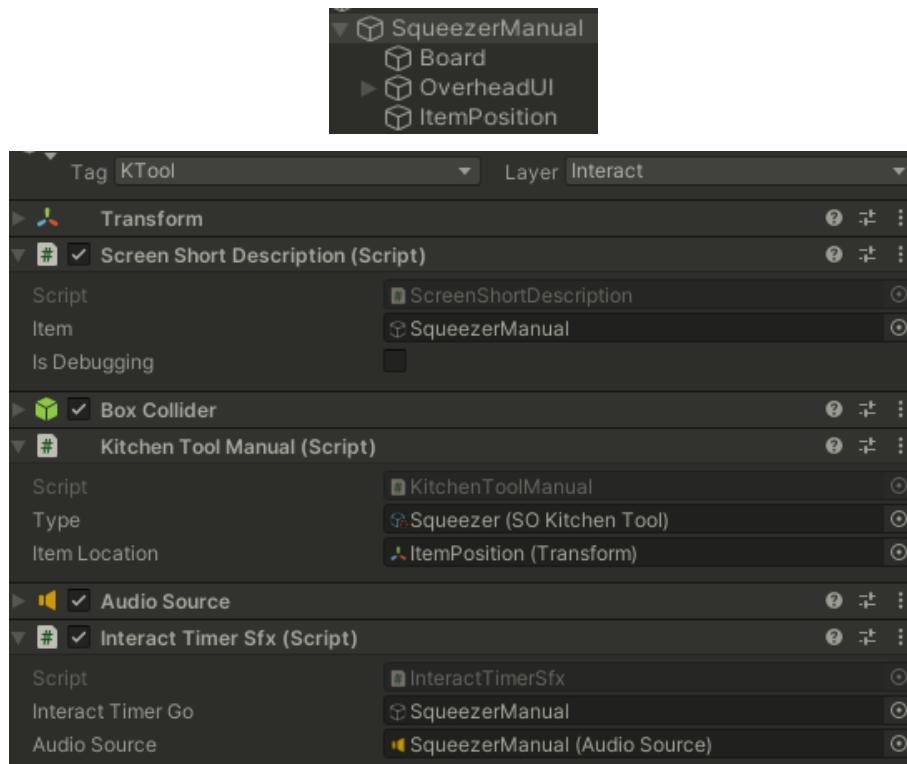 SqueezerManual
Board
OverheadUI
ItemPosition
Tag KTool Layer Interact
Transform
# Screen Short Description (Script)
Script # ScreenShortDescription
Item SqueezerManual
Is Debugging
Box Collider
# Kitchen Tool Manual (Script)
Script # KitchenToolManual
Type Squeezer (SO Kitchen Tool)
Item Location ItemPosition (Transform)
Audio Source
# Interact Timer Sfx (Script)
Script # InteractTimerSfx
Interact Timer Go SqueezerManual
Audio Source SqueezerManual (Audio Source)